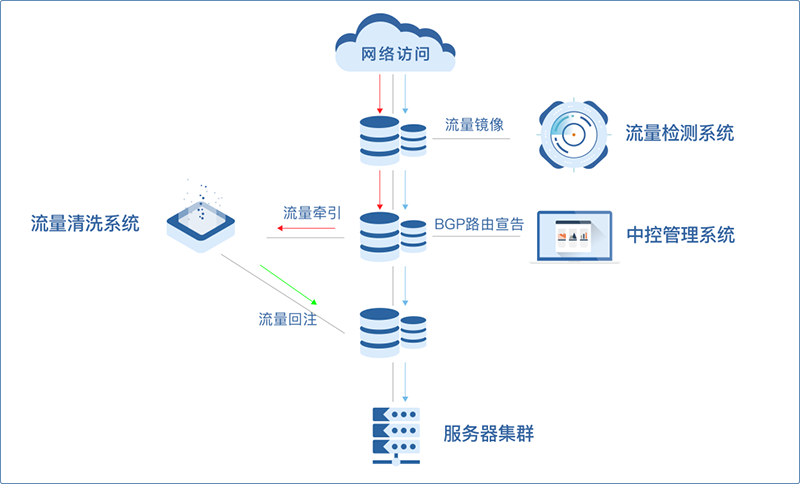 网络访问
流量镜像
流量检测系统
流量清洗系统
流量牵引
BGP路由宣告
中控管理系统
流量回注
服务器集群